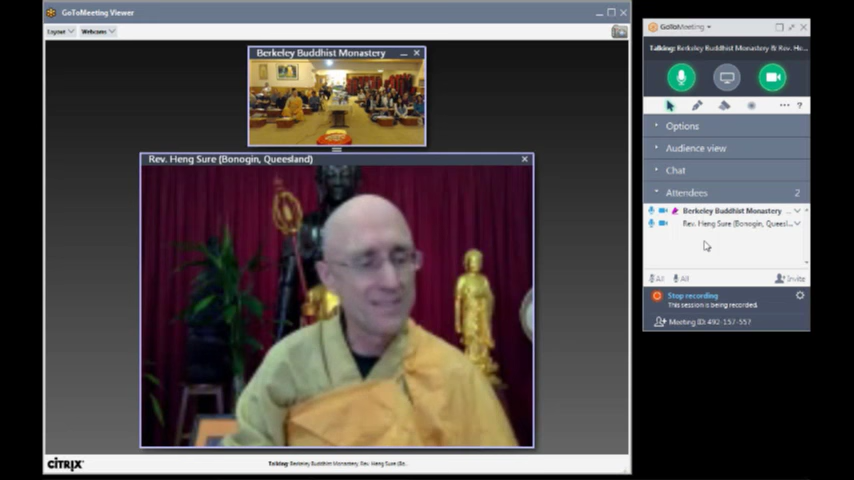 GoToMeeting Viewer
Layout
Webcams
Berkeley Buddhist Monastery
Rev. Heng Sure (Bonogin, Queesland)
CITRIX
Talking: Berkeley Buddhist Monastery, Rev. Heng Sure (Bo...
GoToMeeting
Talking: Berkeley Buddhist Monastery & Rev. He...
?
Options
Audience view
Chat
Attendees 2
Berkeley Buddhist Monastery ...
Rev. Heng Sure (Bonogin, Queesl...
All All Invite
Stop recording
This session is being recorded.
Meeting ID: 492-157-557